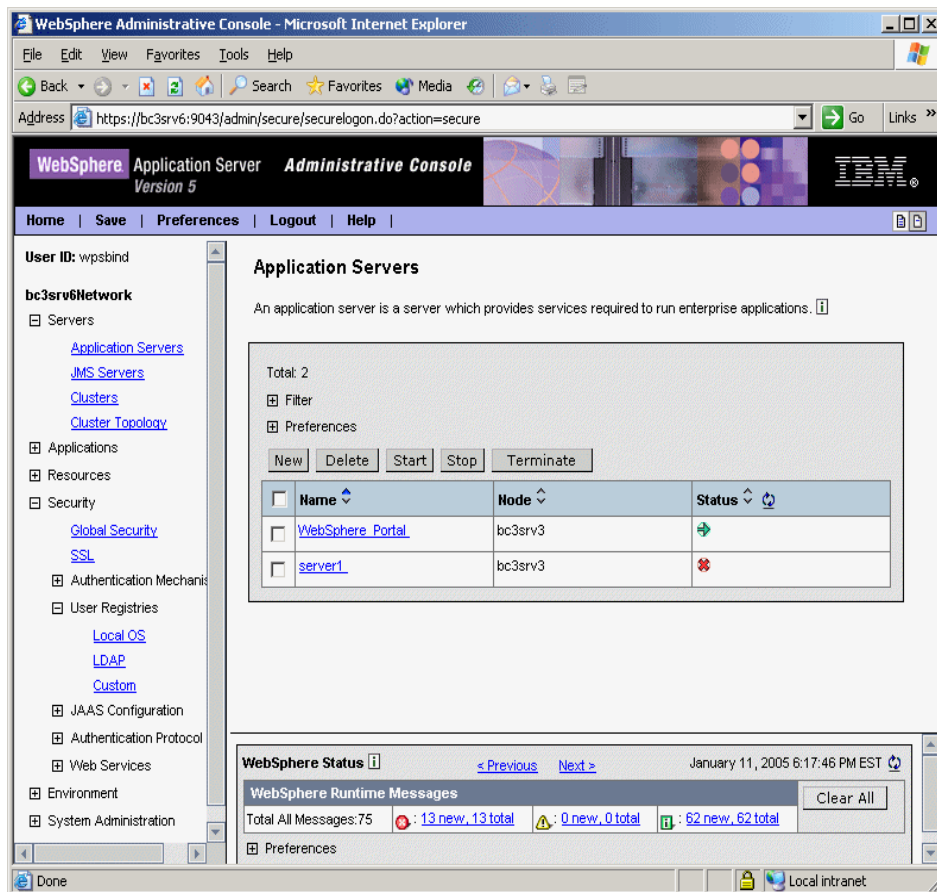 WebSphere Administrative Console - Microsoft Internet Explorer
File Edit View Favorites Tools Help
Back Search Favorites Media
Address https://bc3srv6:9043/admin/secure/securelogon.do?action=secure Go Links »
WebSphere. Application Server Administrative Console IBM®
Version 5
Home | Save | Preferences | Logout | Help |
User ID: wpsbind
bc3srv6Network
Servers
Application Servers
JMS Servers
Clusters
Cluster Topology
Applications
Resources
Security
Global Security
SSL
Authentication Mechanis
User Registries
Local OS
LDAP
Custom
JAAS Configuration
Authentication Protocol
Web Services
Environment
System Administration
Application Servers
An application server is a server which provides services required to run enterprise applications. i
Total: 2
Filter
Preferences
New Delete Start Stop Terminate
Name Node Status
WebSphere_Portal bc3srv3
server1 bc3srv3
WebSphere Status i < Previous Next > January 11, 2005 6:17:46 PM EST
WebSphere Runtime Messages Clear All
Total All Messages:75 : 13 new, 13 total : 0 new, 0 total : 62 new, 62 total
Preferences
Done Local intranet